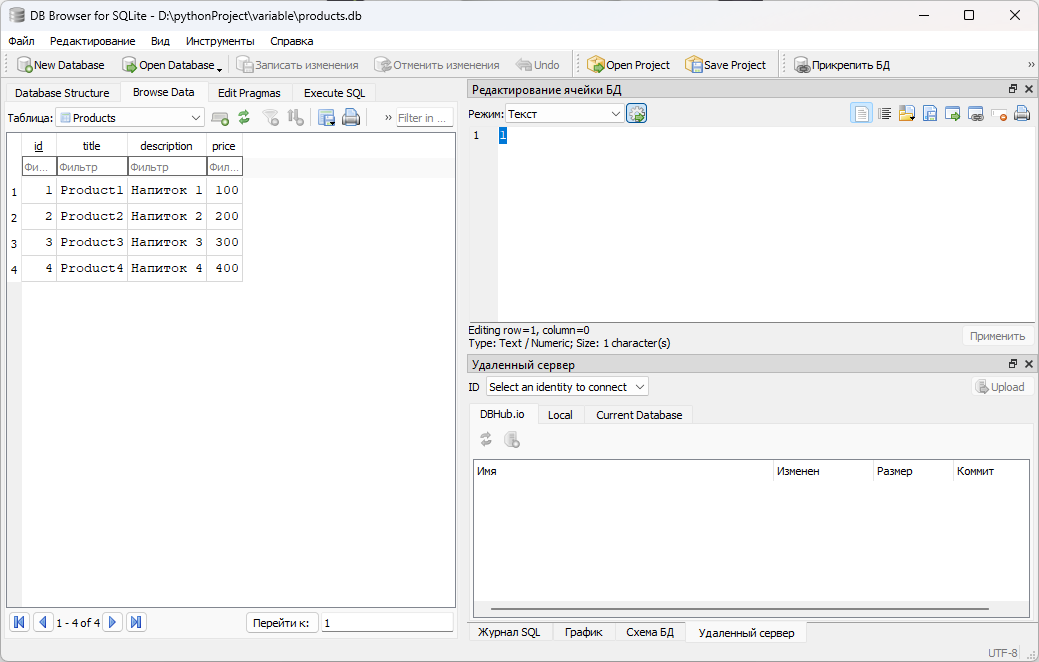 DB Browser for SQLite - D:\pythonProject\variable\products.db
Файл Редактирование Вид Инструменты Справка
New Database Open Database Записать изменения Отменить изменения Undo Open Project Save Project Прикрепить БД »
Database Structure Browse Data Edit Pragmas Execute SQL
Таблица: Products » Filter in ...
id title description price
Фи... Фильтр Фильтр Фил...
1 1 Product1 Напиток 1 100
2 2 Product2 Напиток 2 200
3 3 Product3 Напиток 3 300
4 4 Product4 Напиток 4 400
1 - 4 of 4 Перейти к: 1
Редактирование ячейки БД
Режим: Текст
1 1
Editing row=1, column=0
Type: Text / Numeric; Size: 1 character(s)
Применить
Удаленный сервер
ID Select an identity to connect Upload
DBHub.io Local Current Database
Имя Изменен Размер Коммит
Журнал SQL График Схема БД Удаленный сервер
UTF-8